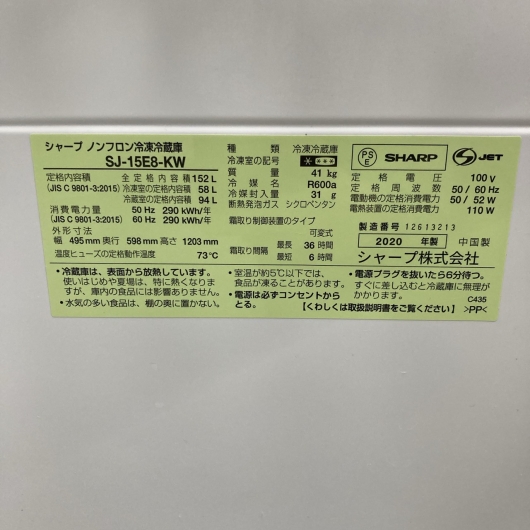 シャープ ノンフロン冷凍冷蔵庫
SJ-15E8-KW
定格内容積 全定格内容積 152 L
(JIS C 9801-3:2015) 冷凍室の定格内容積 58 L
冷蔵室の定格内容積 94 L
消費電力量 50 Hz 290 kWh/年
(JIS C 9801-3:2015) 60 Hz 290 kWh/年
外形寸法
幅 495 mm 奥行 598 mm 高さ 1203 mm
温度ヒューズの定格動作温度 73℃
種類 冷凍冷蔵庫
冷凍室の記号 * ***
質量 41 kg
冷媒名 R600a
冷媒封入量 31 g
断熱発泡ガス シクロペンタン
霜取り制御装置のタイプ
可変式
霜取り間隔 最長 36 時間
最短 6 時間
PS
E
SHARP
S JET
定格電圧 100 V
定格周波数 50/60 Hz
電動機の定格消費電力 50/52 W
電熱装置の定格消費電力 110 W
製造番号 12613213
2020 年製 中国製
シャープ株式会社
・冷蔵庫は、表面から放熱しています。
使いはじめや夏場は、特に熱くなりま
すが、庫内の食品には影響ありません。
・水気の多い食品は、棚の奥に置かない。
・室温が約5℃以下では、
食品が凍ることがあります。
・電源は必ずコンセントから
とる。
・電源プラグを抜いたら6分待つ。
すぐに差し込むと冷蔵庫に無理が
かかります。
【くわしくは取扱説明書をご覧ください】
C435
>PP<